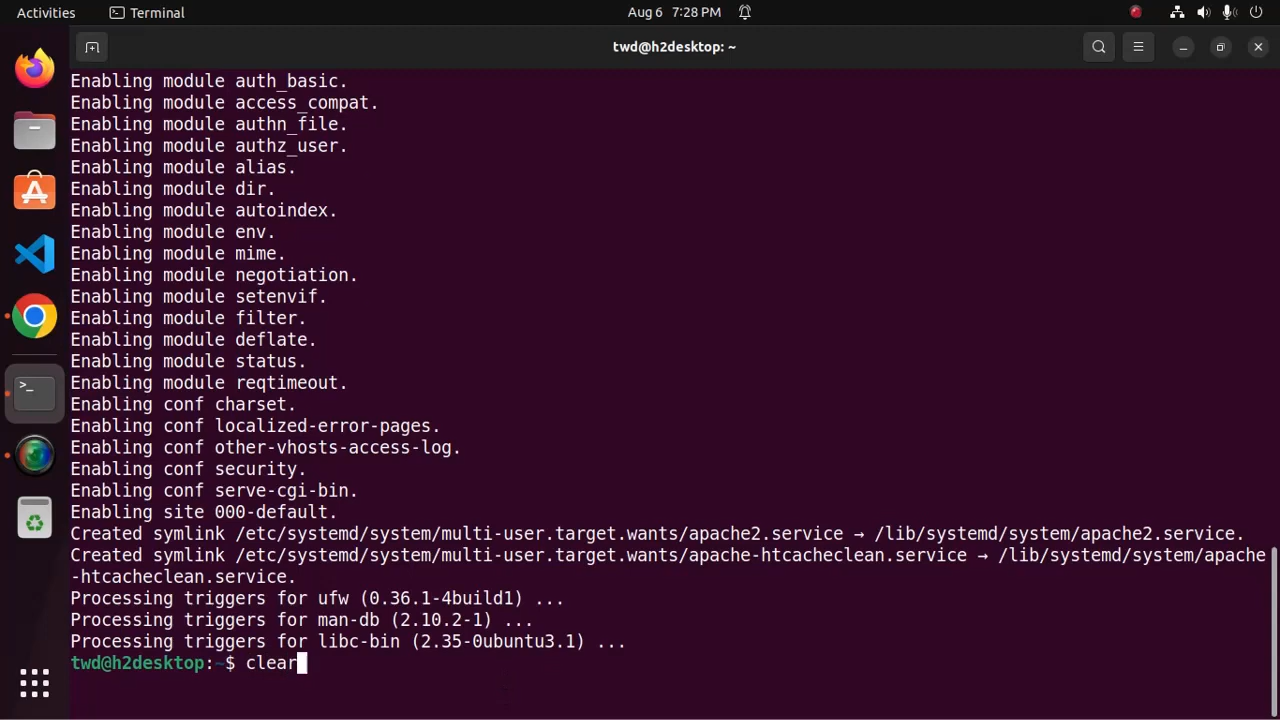 Activities
Terminal
Aug 6 7:28 PM
twd@h2desktop: ~
Enabling module auth_basic.
Enabling module access_compat.
Enabling module authn_file.
Enabling module authz_user.
Enabling module alias.
Enabling module dir.
Enabling module autoindex.
Enabling module env.
Enabling module mime.
Enabling module negotiation.
Enabling module setenvif.
Enabling module filter.
Enabling module deflate.
Enabling module status.
Enabling module reqtimeout.
Enabling conf charset.
Enabling conf localized-error-pages.
Enabling conf other-vhosts-access-log.
Enabling conf security.
Enabling conf serve-cgi-bin.
Enabling site 000-default.
Created symlink /etc/systemd/system/multi-user.target.wants/apache2.service → /lib/systemd/system/apache2.service.
Created symlink /etc/systemd/system/multi-user.target.wants/apache-htcacheclean.service → /lib/systemd/system/apache
-htcacheclean.service.
Processing triggers for ufw (0.36.1-4build1) ...
Processing triggers for man-db (2.10.2-1) ...
Processing triggers for libc-bin (2.35-0ubuntu3.1) ...
twd@h2desktop:~$ clear